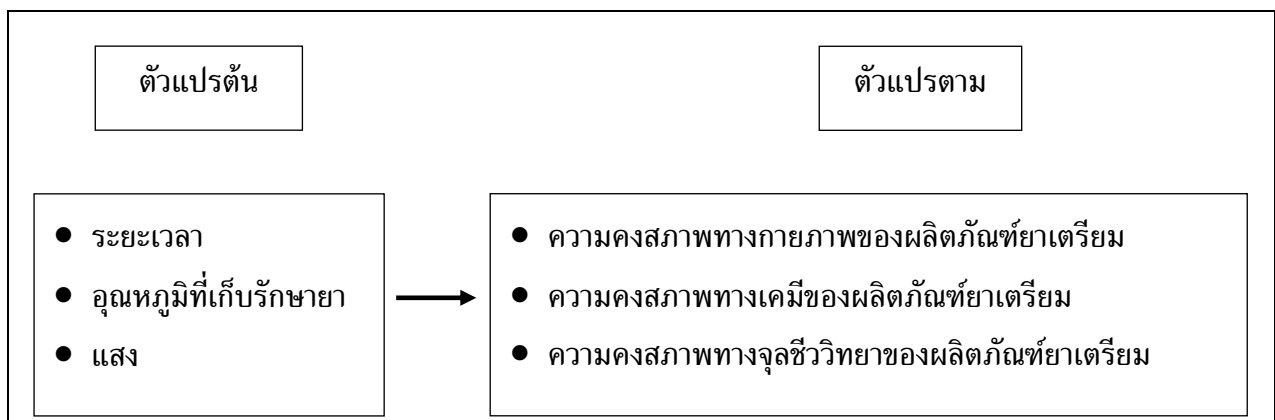 ตัวแปรต้น
ตัวแปรตาม
● ระยะเวลา
● อุณหภูมิที่เก็บรักษายา
● แสง
● ความคงสภาพทางกายภาพของผลิตภัณฑ์ยาเตรียม
● ความคงสภาพทางเคมีของผลิตภัณฑ์ยาเตรียม
● ความคงสภาพทางจุลชีววิทยาของผลิตภัณฑ์ยาเตรียม